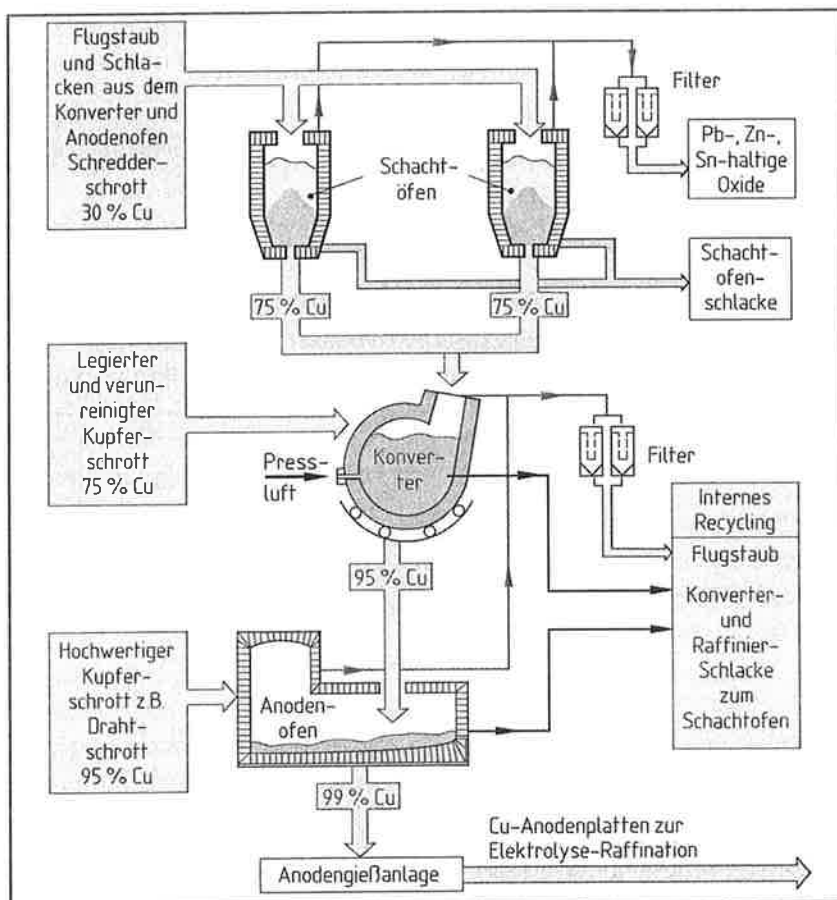 Flugstaub
und Schla-
cken aus dem
Konverter und
Anodenofen
Schredder-
schrott
30 % Cu
Schacht-
öfen
Filter
Pb-, Zn-,
Sn-haltige
Oxide
Schacht-
ofen-
schlacke
75 % Cu
75 % Cu
Legierter
und verun-
reinigter
Kupfer-
schrott
75 % Cu
Press-
luft
Konver-
ter
Filter
Internes
Recycling
Flugstaub
Konverter-
und
Raffinier-
Schlacke
zum
Schachtofen
95 % Cu
Hochwertiger
Kupfer-
schrott z.B.
Draht-
schrott
95 % Cu
Anoden-
ofen
99 % Cu
Cu-Anodenplatten zur
Elektrolyse-Raffination
Anodengießanlage